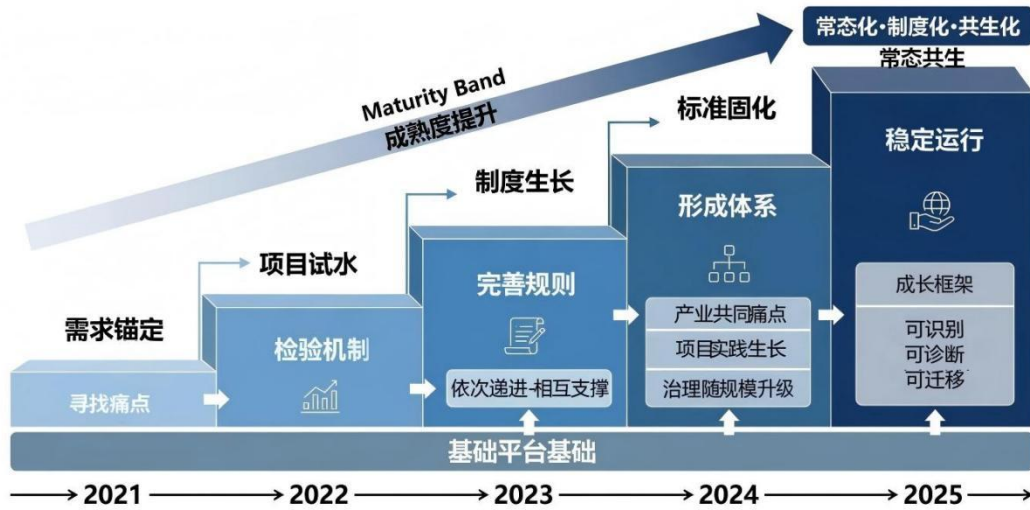 常态化·制度化·共生化
常态共生
Maturity Band
成熟度提升
标准固化
稳定运行
制度生长
形成体系
项目试水
完善规则
成长框架
需求锚定
检验机制
产业共同痛点
可识别
项目实践生长
可诊断
寻找痛点
依次递进-相互支撑
治理随规模升级
可迁移
基础平台基础
2021
2022
2023
2024
2025